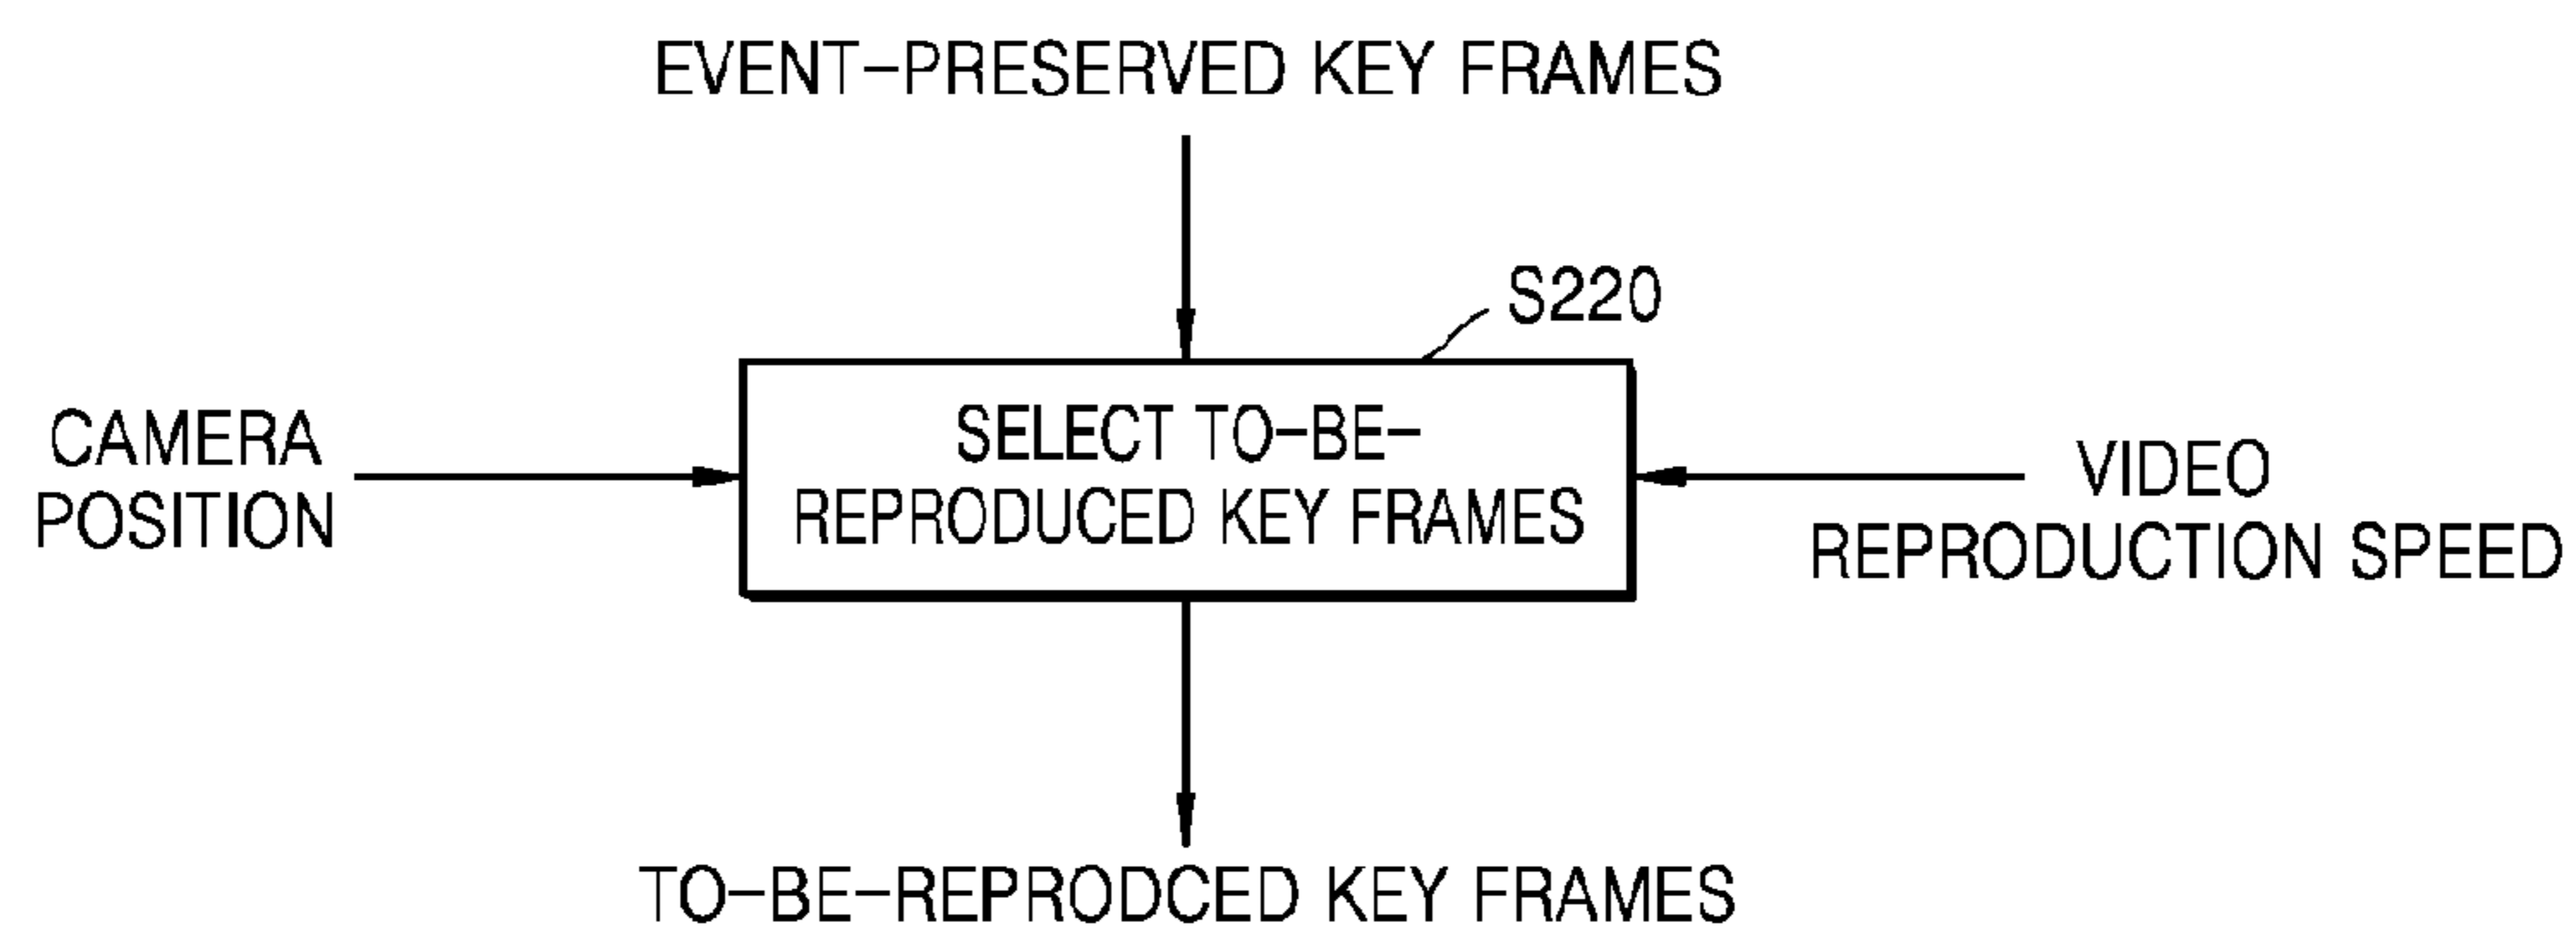 EVENT-PRESERVED KEY FRAMES
S220
CAMERA
POSITION
SELECT TO-BE-
REPRODUCED KEY FRAMES
VIDEO
REPRODUCTION SPEED
TO-BE-REPRODCED KEY FRAMES